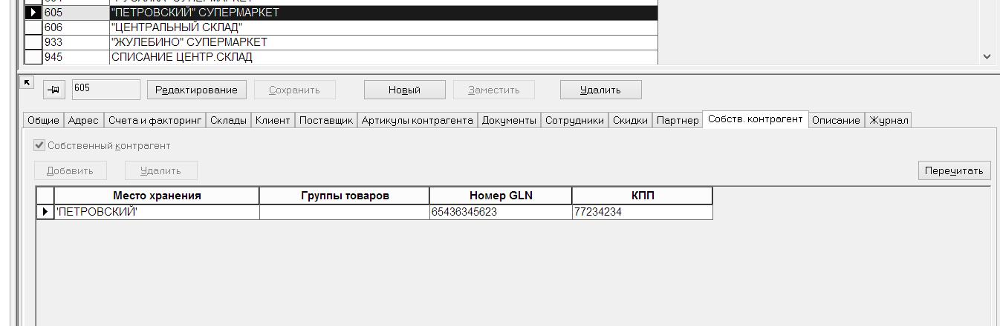 605 "ПЕТРОВСКИЙ" СУПЕРМАРКЕТ
606 "ЦЕНТРАЛЬНЫЙ СКЛАД"
933 "ЖУЛЕБИНО" СУПЕРМАРКЕТ
945 СПИСАНИЕ ЦЕНТР.СКЛАД
605 Редактирование Сохранить Новый Заместить Удалить
Общие Адрес Счета и факторинг Склады Клиент Поставщик Артикулы контрагента Документы Сотрудники Скидки Партнер Собств. контрагент Описание Журнал
Собственный контрагент
Добавить Удалить Перечитать
Место хранения Группы товаров Номер GLN КПП
'ПЕТРОВСКИЙ' 65436345623 77234234